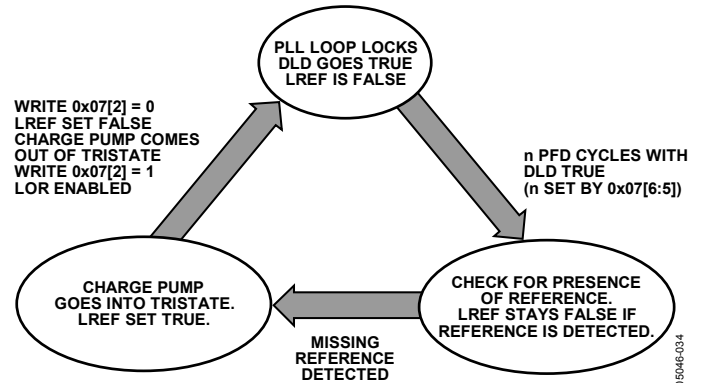 PLL LOOP LOCKS
DLD GOES TRUE
LREF IS FALSE
WRITE 0x07[2] = 0
LREF SET FALSE
CHARGE PUMP COMES
OUT OF TRISTATE
WRITE 0x07[2] = 1
LOR ENABLED
n PFD CYCLES WITH
DLD TRUE
(n SET BY 0x07[6:5])
CHARGE PUMP
GOES INTO TRISTATE.
LREF SET TRUE.
CHECK FOR PRESENCE
OF REFERENCE.
LREF STAYS FALSE IF
REFERENCE IS DETECTED.
MISSING
REFERENCE
DETECTED
05046-034